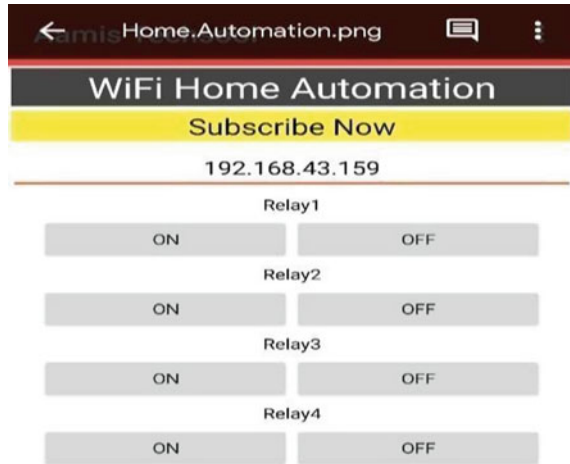 Home.Automation.png
WiFi Home Automation
Subscribe Now
192.168.43.159
Relay1
ON OFF
Relay2
ON OFF
Relay3
ON OFF
Relay4
ON OFF